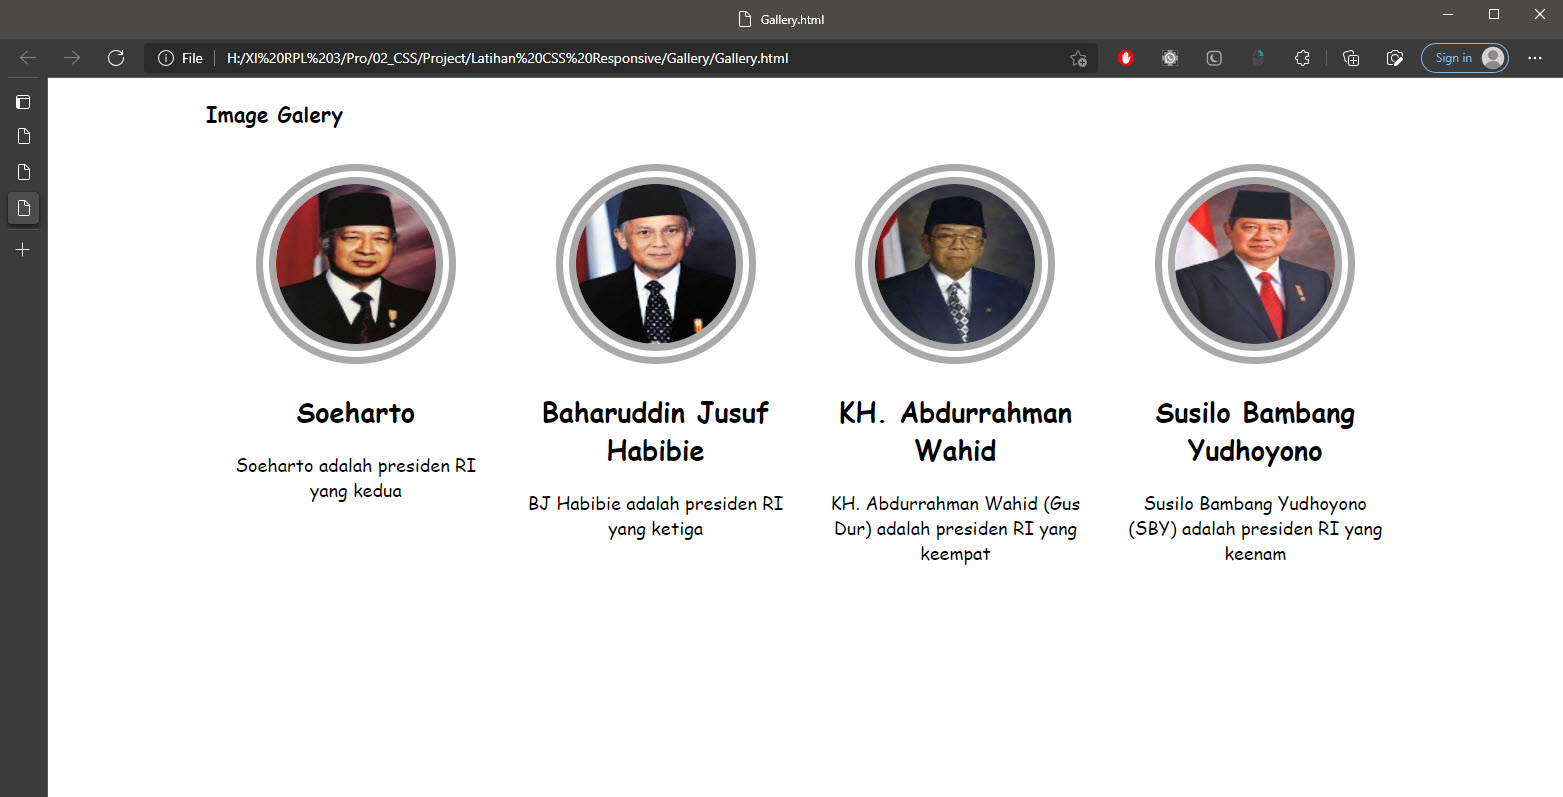 Gallery.html
File
H:/XI%20RPL%203/Pro/02_CSS/Project/Latihan%20CSS%20Responsive/Gallery/Gallery.html
Sign in
Image Galery
Soeharto
Soeharto adalah presiden RI
yang kedua
Baharuddin Jusuf
Habibie
BJ Habibie adalah presiden RI
yang ketiga
KH. Abdurrahman
Wahid
KH. Abdurrahman Wahid (Gus
Dur) adalah presiden RI yang
keempat
Susilo Bambang
Yudhoyono
Susilo Bambang Yudhoyono
(SBY) adalah presiden RI yang
keenam